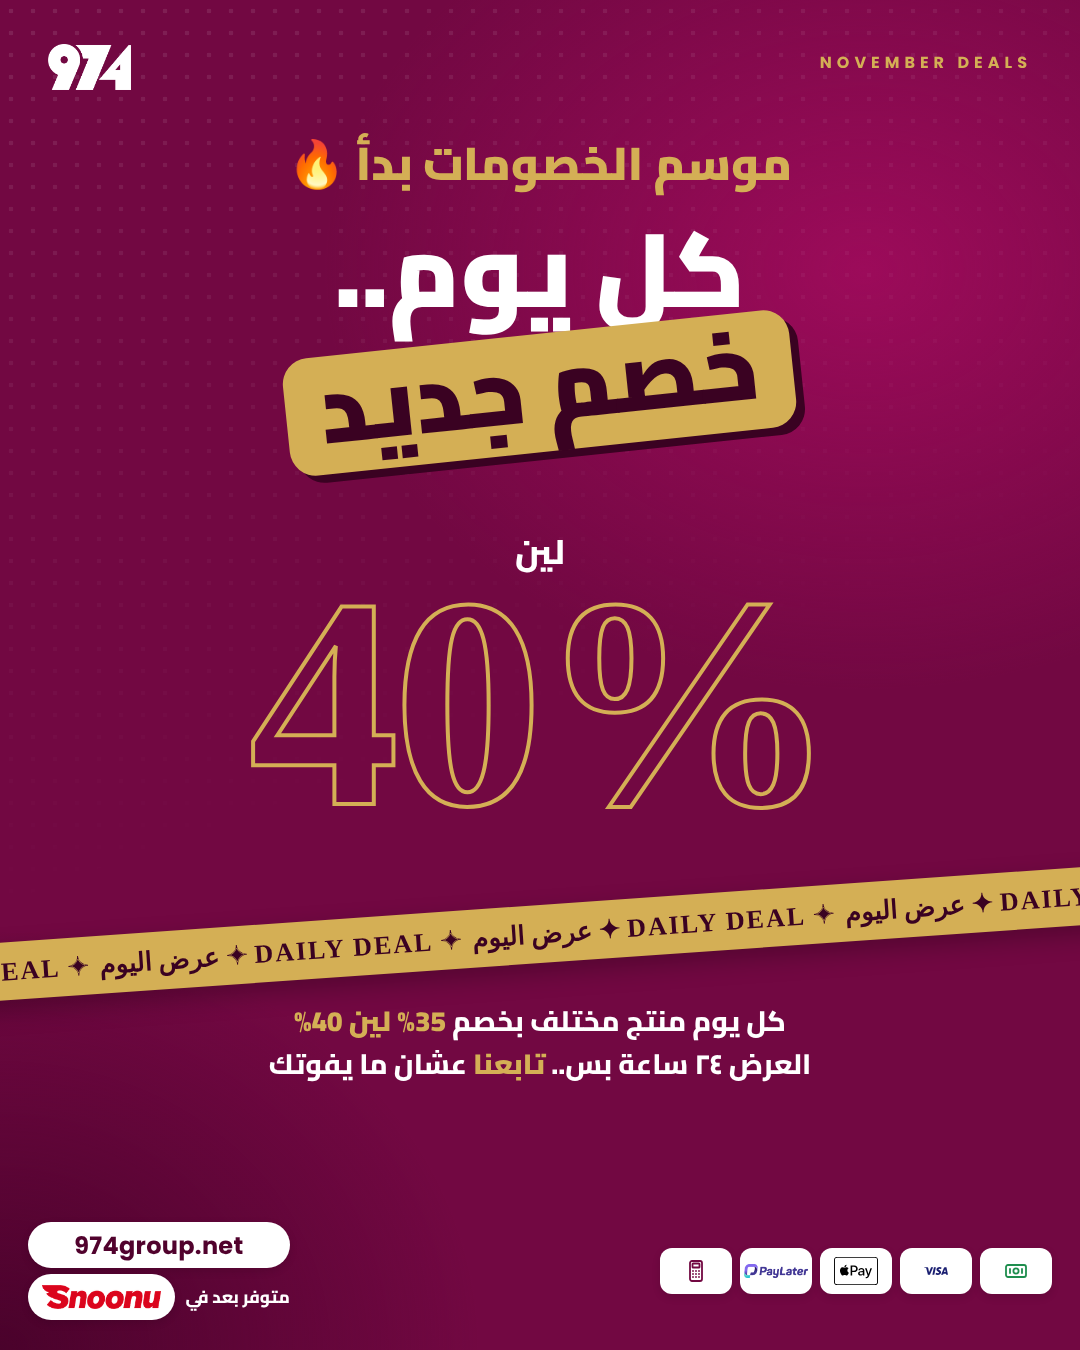 974
NOVEMBER DEALS
موسم الخصومات بدأ 🔥
كل يوم..
خصم جديد
لين
40%
EAL ✦ عرض اليوم ✦ DAILY DEAL ✦ عرض اليوم ✦ DAILY DEAL ✦ عرض اليوم ✦ DAILY
كل يوم منتج مختلف بخصم 35% لين 40%
العرض ٢٤ ساعة بس.. تابعنا عشان ما يفوتك
974group.net
متوفر بعد في Snoonu
PayLater
Pay
VISA